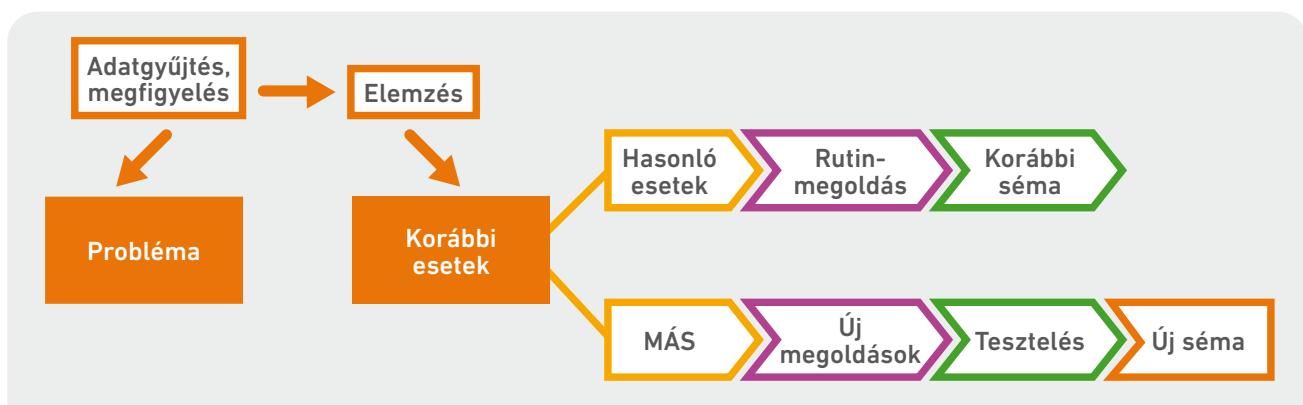 Adatgyűjtés,
megfigyelés
Elemzés
Probléma
Korábbi
esetek
Hasonló
esetek
Rutin-
megoldás
Korábbi
séma
MÁS
Új
megoldások
Tesztelés
Új séma